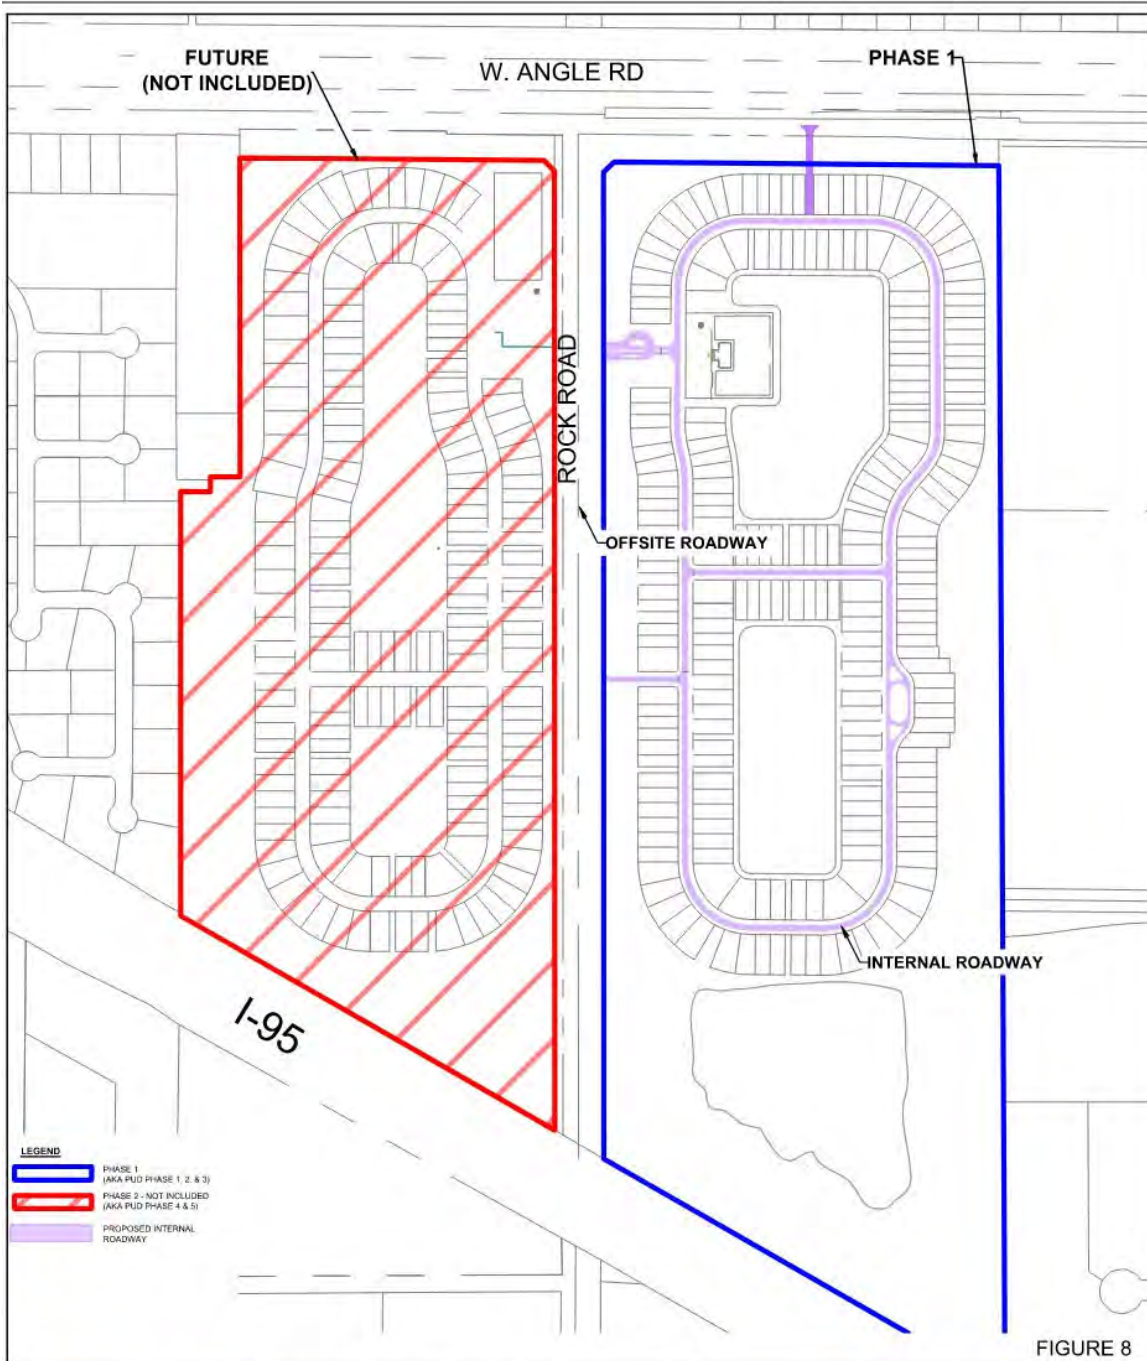 FUTURE
(NOT INCLUDED)
W. ANGLE RD
PHASE 1
ROCK ROAD
OFFSITE ROADWAY
INTERNAL ROADWAY
I-95
LEGEND
PHASE 1
(AKA PUD PHASE 1, 2, & 3)
PHASE 2 - NOT INCLUDED
(AKA PUD PHASE 4 & 5)
PROPOSED INTERNAL
ROADWAY
FIGURE 8